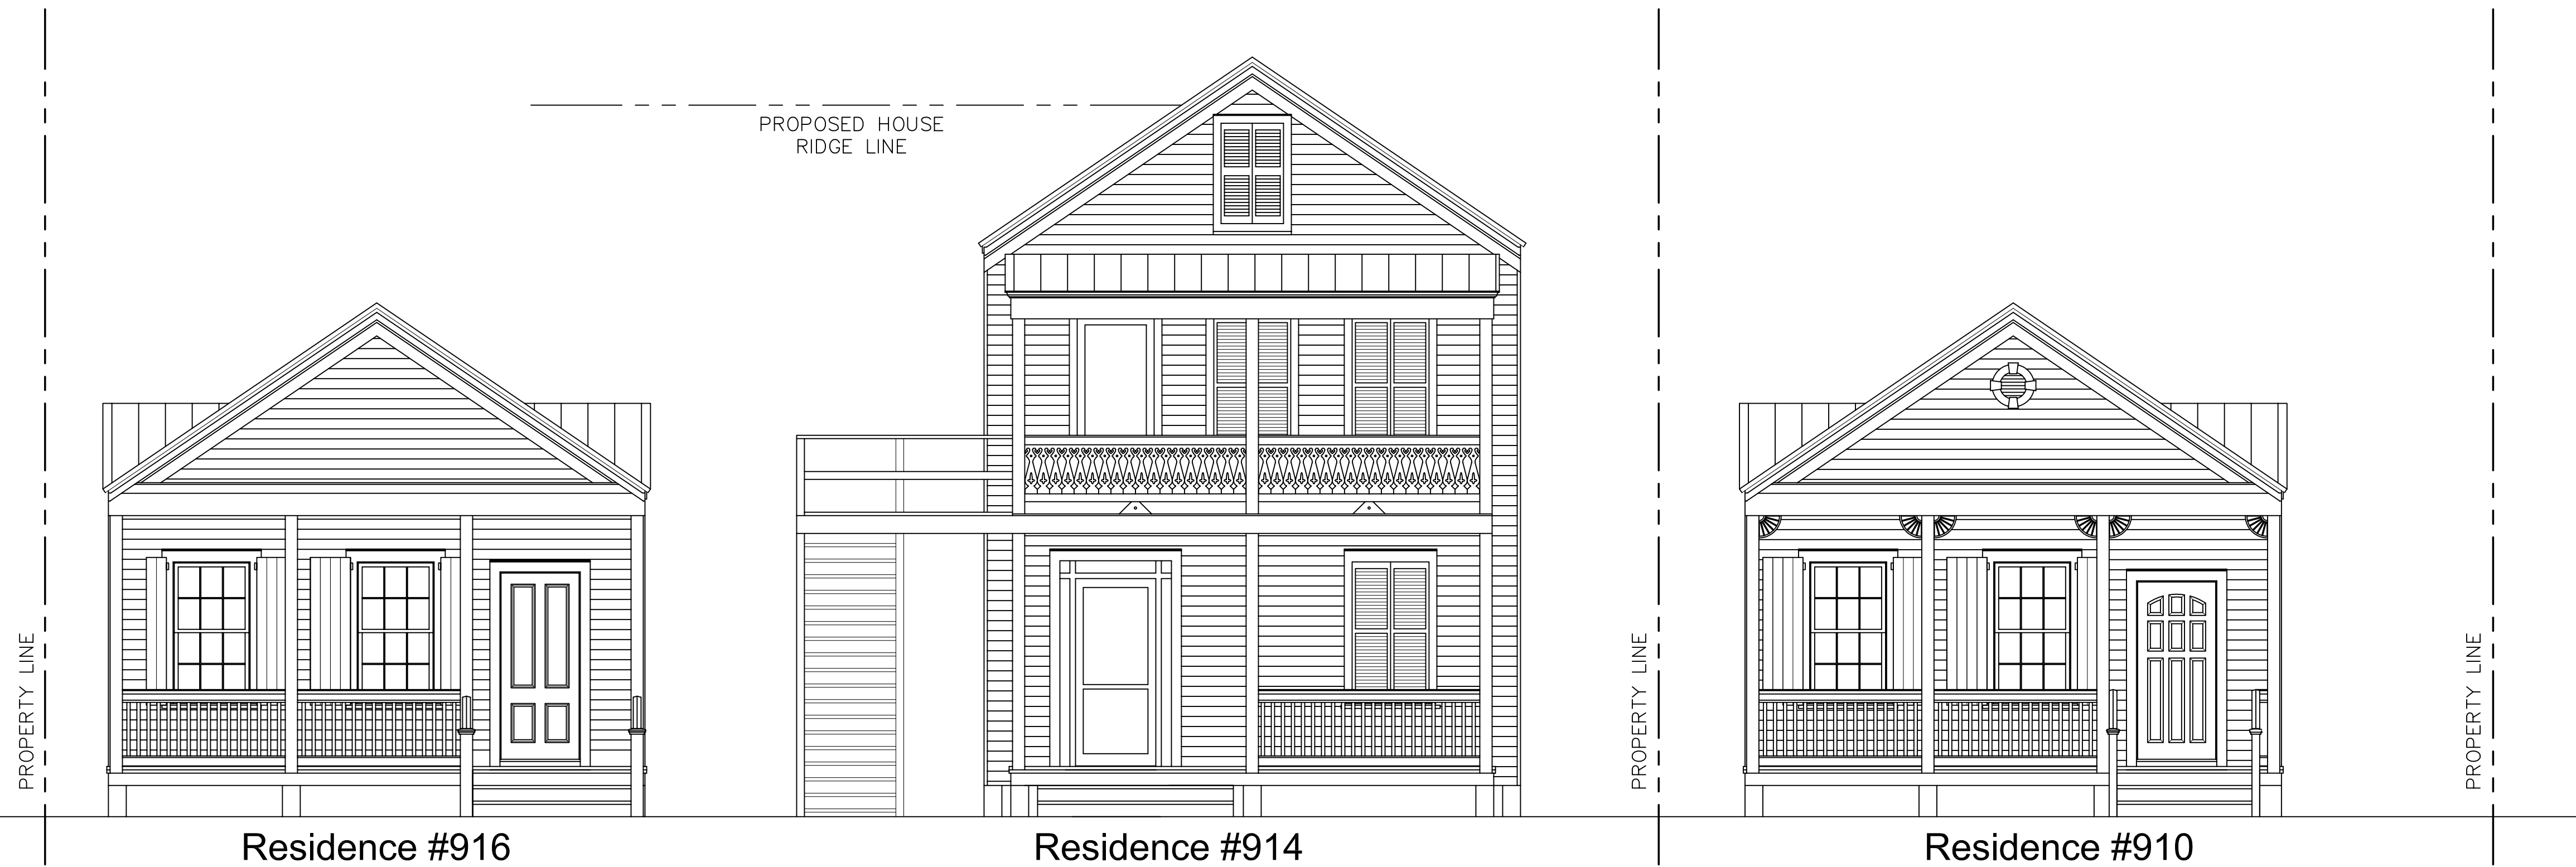 PROPOSED HOUSE
RIDGE LINE
PROPERTY LINE
PROPERTY LINE
PROPERTY LINE
Residence #916
Residence #914
Residence #910